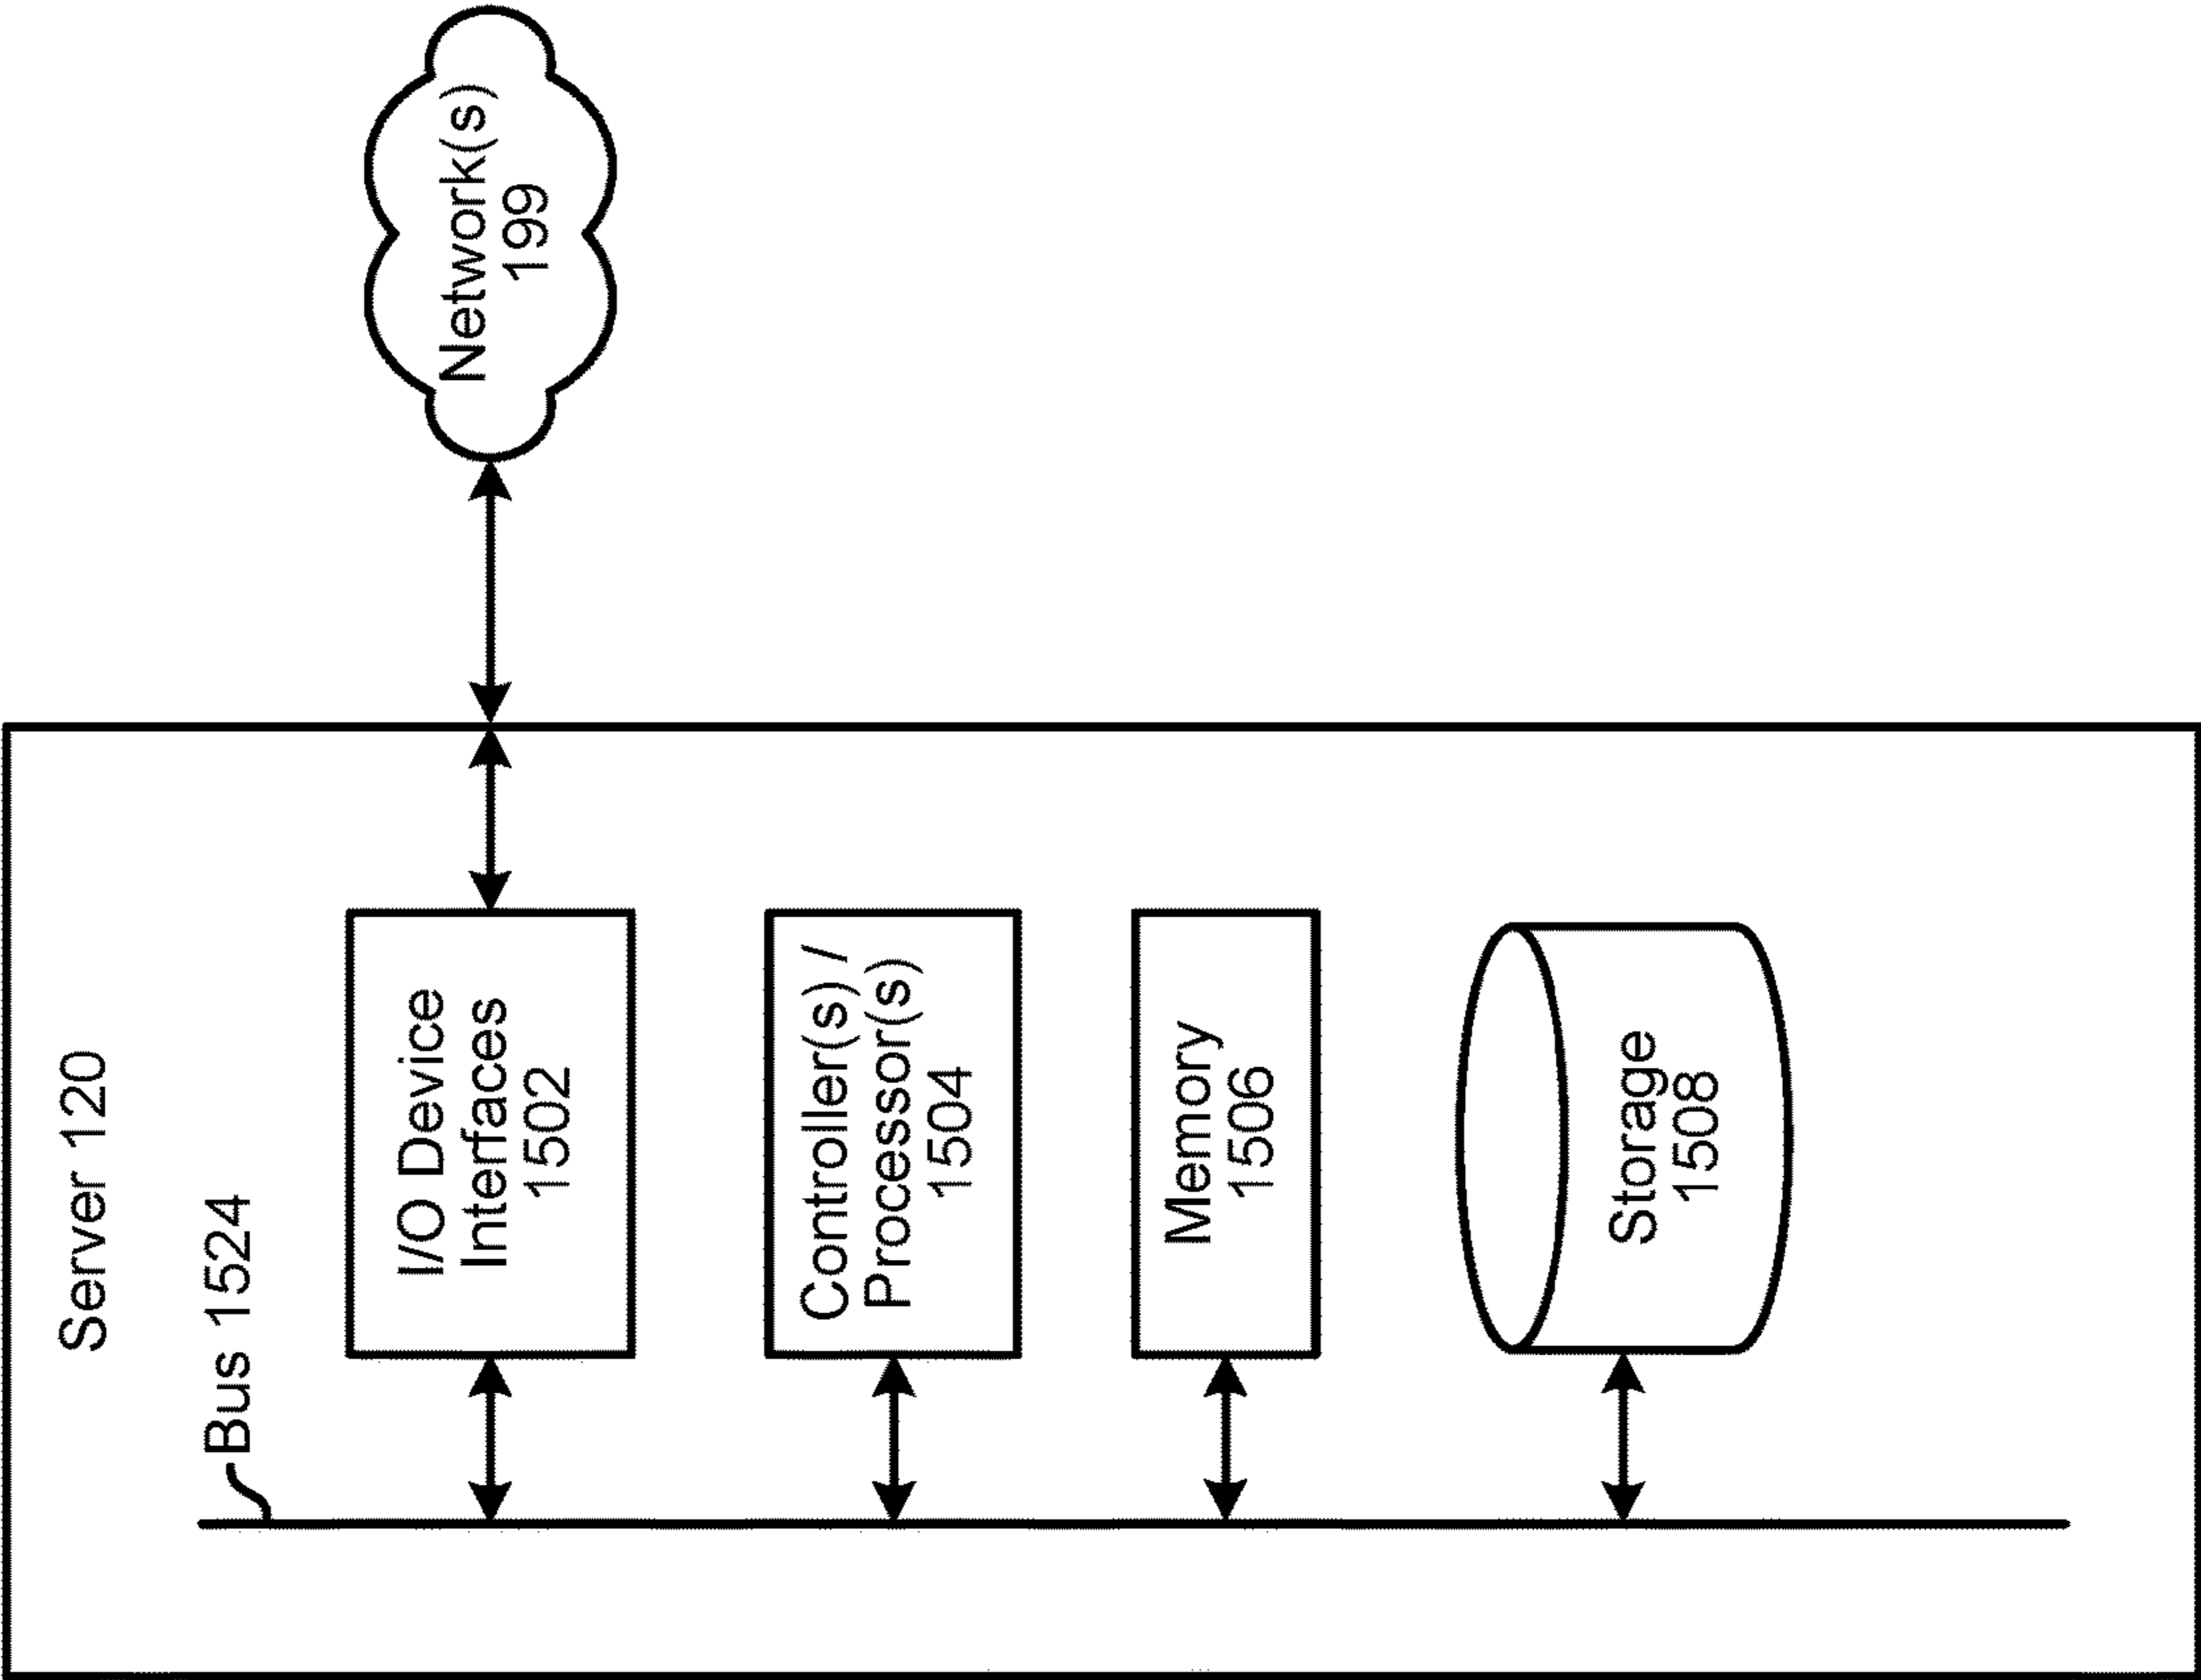 Server 120
Bus 1524
I/O Device
Interfaces
1502
Controller(s) /
Processor(s)
1504
Memory
1506
Storage
1508
Network(s)
199